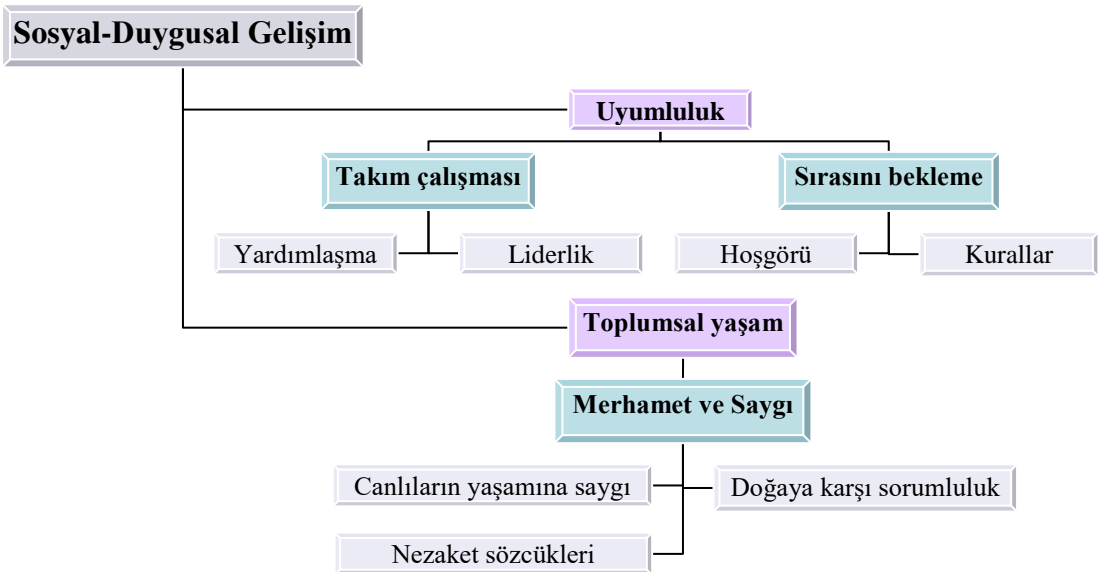 Sosyal-Duygusal Gelişim
Uyumluluk
Takım çalışması
Sırasını bekleme
Yardımlaşma
Liderlik
Hoşgörü
Kurallar
Toplumsal yaşam
Merhamet ve Saygı
Canlıların yaşamına saygı
Doğaya karşı sorumluluk
Nezaket sözcükleri